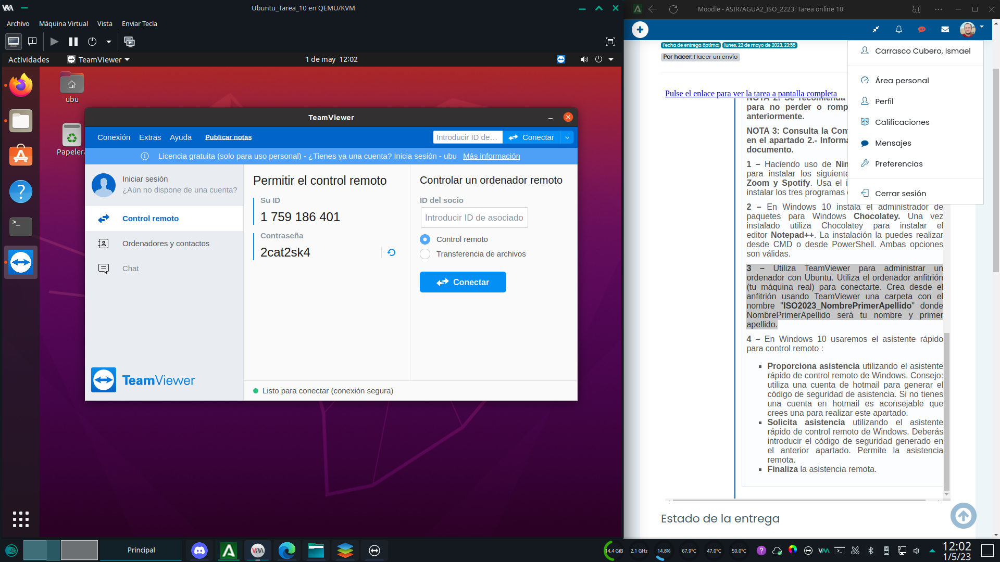 Ubuntu_Tarea_10 en QEMU/KVM
Archivo Máquina Virtual Vista Enviar Tecla
Actividades
TeamViewer
1 de may 12:02
ubu
Papelera
TeamViewer
Conexión Extras Ayuda Publicar notas
Introducir ID de... Conectar
Licencia gratuita (solo para uso personal) - ¿Tienes ya una cuenta? Inicia sesión - ubu Más información
Iniciar sesión
¿Aún no dispone de una cuenta?
Control remoto
Ordenadores y contactos
Chat
TeamViewer
Permitir el control remoto
Su ID
1 759 186 401
Contraseña
2cat2sk4
Controlar un ordenador remoto
ID del socio
Introducir ID de asociado
Control remoto
Transferencia de archivos
Conectar
Listo para conectar (conexión segura)
Moodle - ASIR/AGUA2_ISO_2223: Tarea online 10
Fecha de entrega óptima: lunes, 22 de mayo de 2023, 23:55
Por hacer: Hacer un envío
Carrasco Cubero, Ismael
Área personal
Perfil
Calificaciones
Mensajes
Preferencias
Cerrar sesión
Pulse el enlace para ver la tarea a pantalla completa
NOTA 2: Se recomienda
para no perder o romp
anteriormente.
NOTA 3: Consulta la Con
en el apartado 2.- Informa
documento.
1 – Haciendo uso de Nin
para instalar los siguiente
Zoom y Spotify. Usa el i
instalar los tres programas
2 – En Windows 10 instala el administrador de
paquetes para Windows Chocolatey. Una vez
instalado utiliza Chocolatey para instalar el
editor Notepad++. La instalación la puedes realizar
desde CMD o desde PowerShell. Ambas opciones
son válidas.
3 – Utiliza TeamViewer para administrar un
ordenador con Ubuntu. Utiliza el ordenador anfitrión
(tu máquina real) para conectarte. Crea desde el
anfitrión usando TeamViewer una carpeta con el
nombre "ISO2023_NombrePrimerApellido" donde
NombrePrimerApellido será tu nombre y primer
apellido.
4 – En Windows 10 usaremos el asistente rápido
para control remoto :
Proporciona asistencia utilizando el asistente
rápido de control remoto de Windows. Consejo:
utiliza una cuenta de hotmail para generar el
código de seguridad de asistencia. Si no tienes
una cuenta en hotmail es aconsejable que
crees una para realizar este apartado.
Solicita asistencia utilizando el asistente
rápido de control remoto de Windows. Deberás
introducir el código de seguridad generado en
el anterior apartado. Permite la asistencia
remota.
Finaliza la asistencia remota.
Estado de la entrega
Principal
14,4 GiB 2,1 GHz 14,8% 67,9°C 47,0°C 50,0°C
12:02
1/5/23